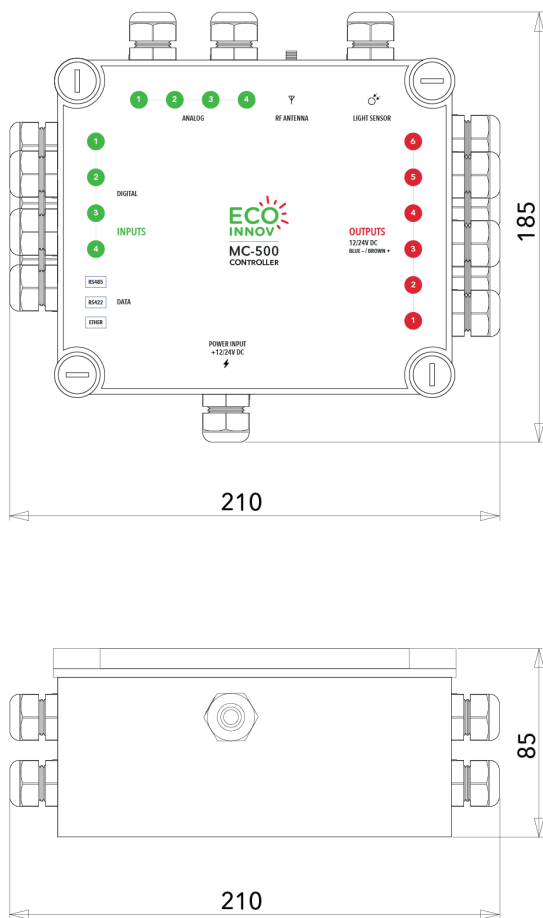 1 2 3 4
ANALOG
RF ANTENNA
LIGHT SENSOR
1
2
DIGITAL
3
INPUTS
4
RS485
RS422
DATA
ETHER
ECO
INNOV
MC-500
CONTROLLER
6
5
4
OUTPUTS
12/24V DC
3
BLUE – / BROWN +
2
1
POWER INPUT
+12/24V DC
185
210
85
210